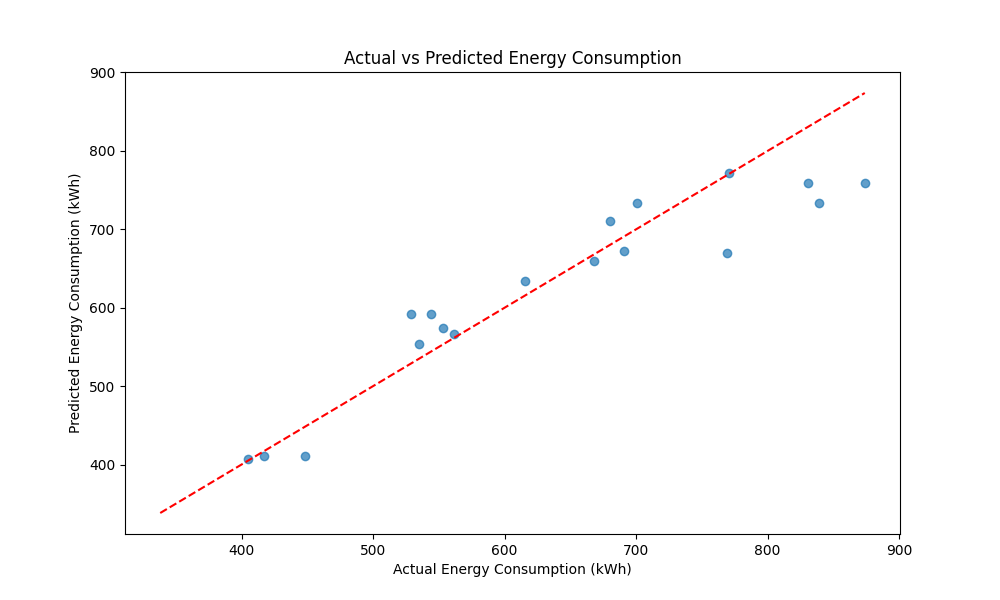 Actual vs Predicted Energy Consumption
Predicted Energy Consumption (kWh)
900
800
700
600
500
400
400 500 600 700 800 900
Actual Energy Consumption (kWh)